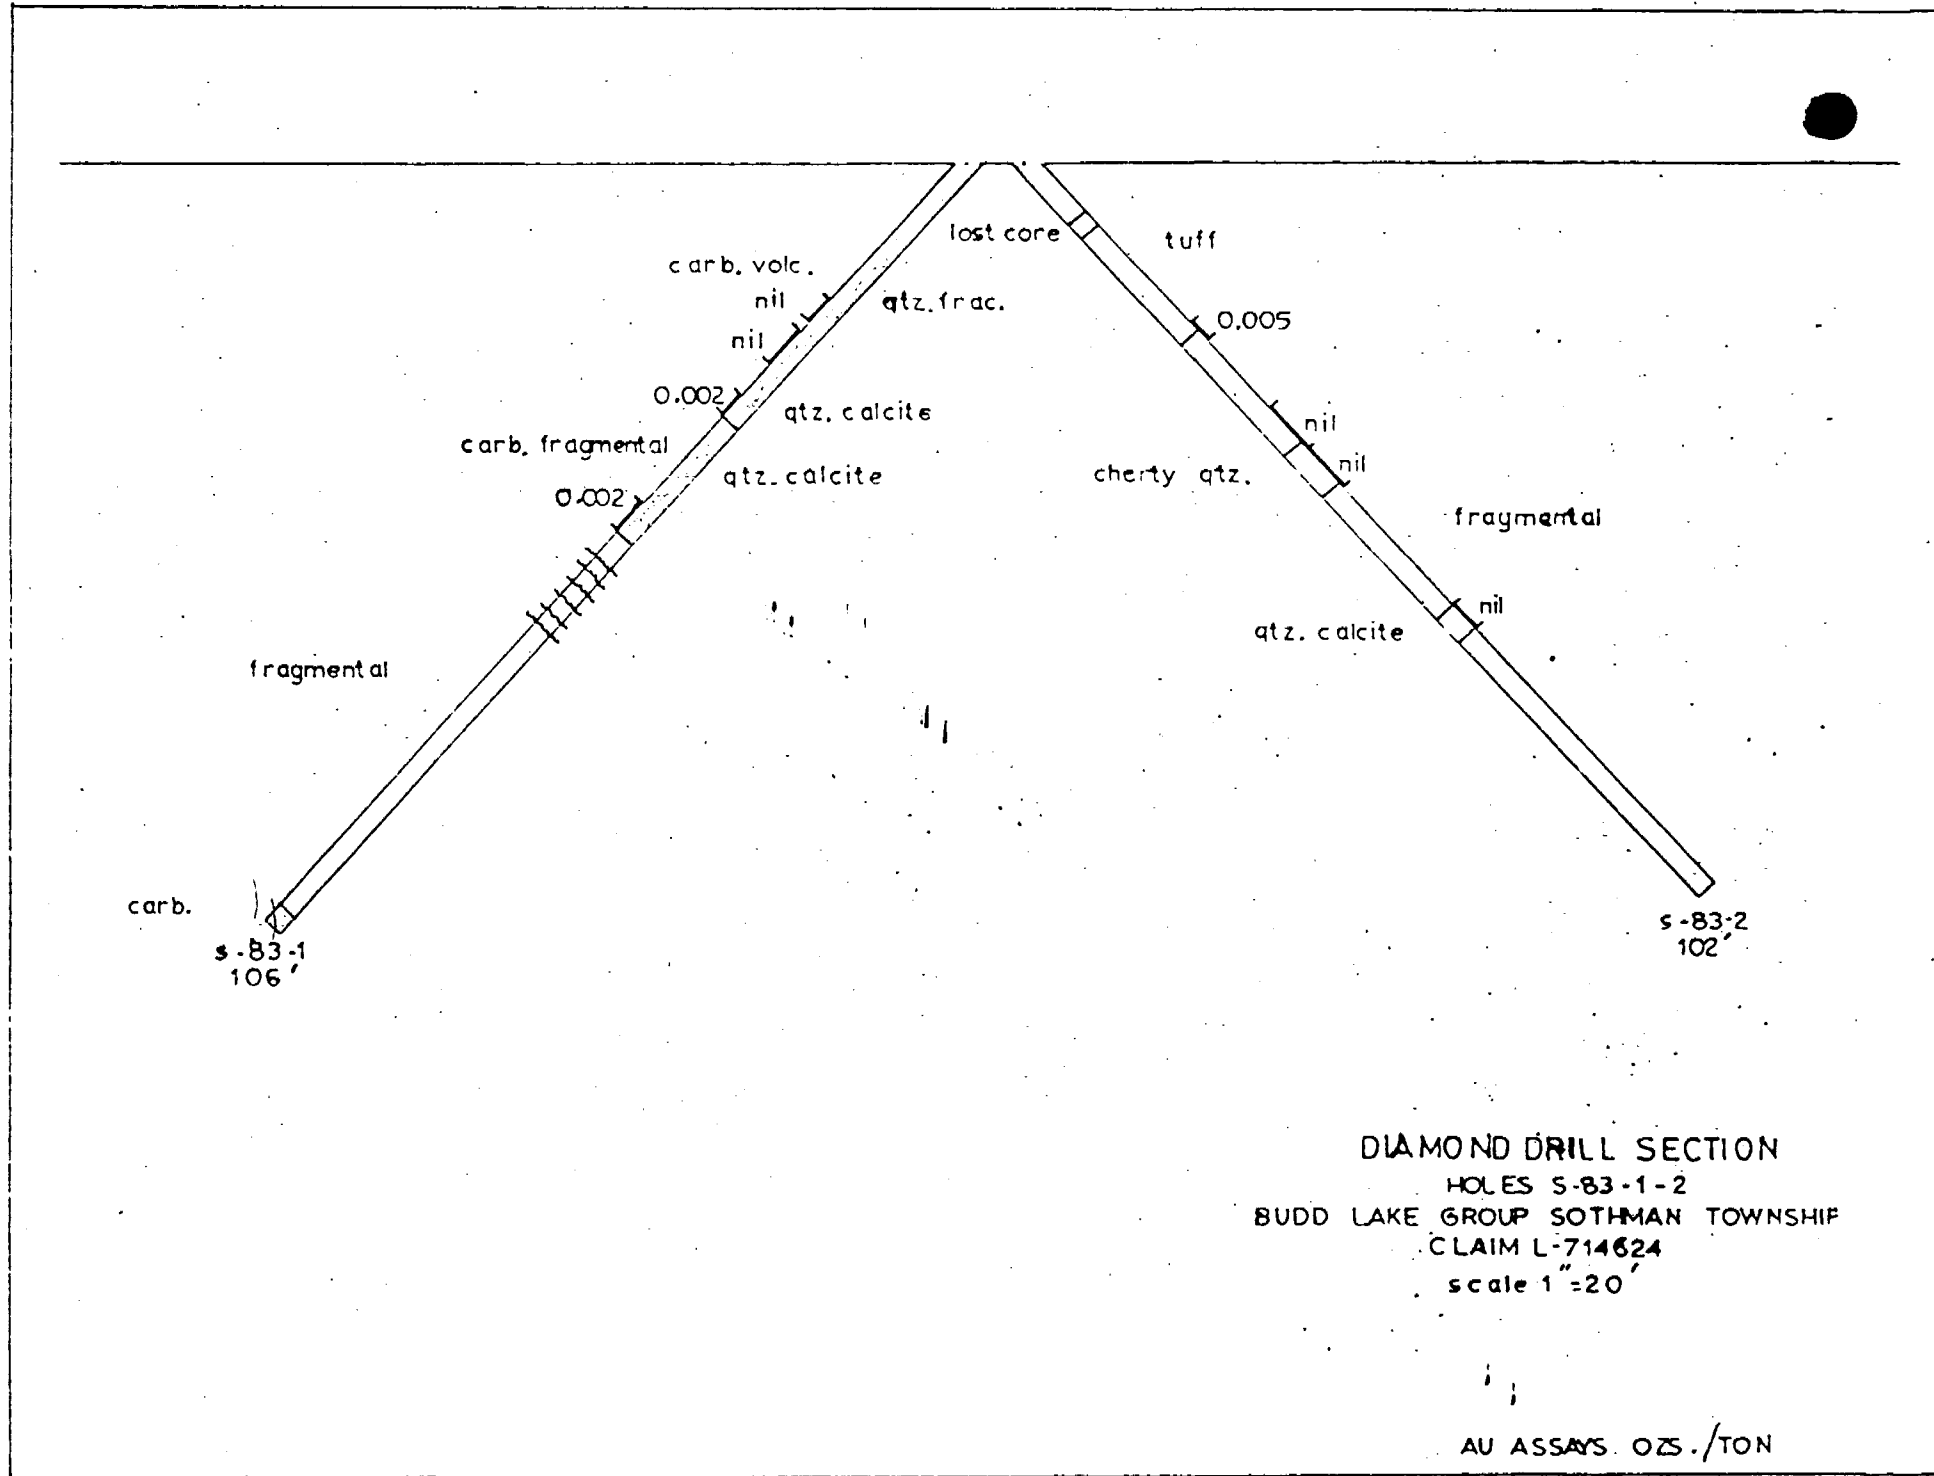 lost core
tuff
carb. volc.
nil
qtz. frac.
nil
0.005
0.002
qtz. calcite
nil
carb. fragmental
nil
qtz. calcite
cherty qtz.
0.002
fraymental
nil
qtz. calcite
fragmental
carb.
S-83-1
106'
S-83-2
102'
DIAMOND DRILL SECTION
HOLES S-83-1-2
BUDD LAKE GROUP SOTHMAN TOWNSHIP
CLAIM L-714624
scale 1"=20'
AU ASSAYS. OZS./TON